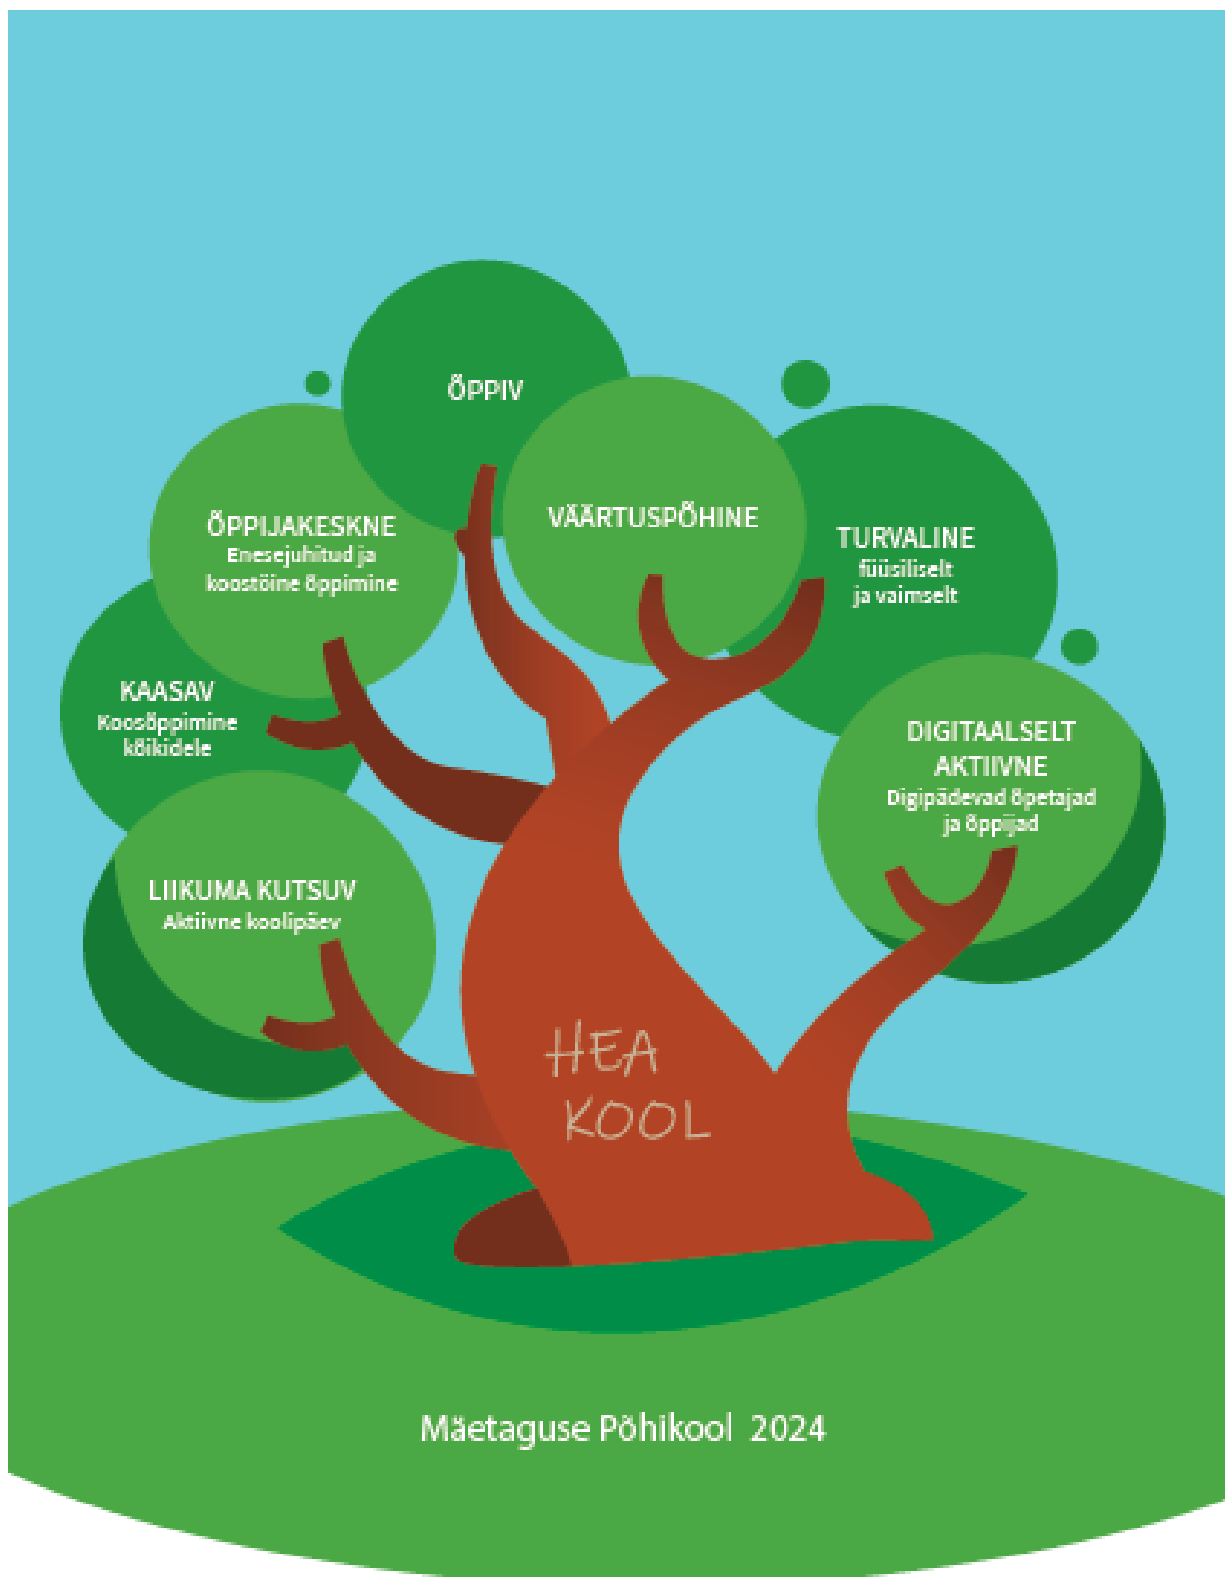 ÕPPIV
VÄÄRTUSPÕHINE
ÕPPIJAKESKNE
Enesejuhitud ja
koostöine õppimine
TURVALINE
füüsiliselt
ja vaimselt
KAASAV
Koosõppimine
kõikidele
DIGITAALSELT
AKTIIVNE
Digipädevad õpetajad
ja õppijad
LIIKUMA KUTSUV
Aktiivne koolipäev
HEA
KOOL
Mäetaguse Põhikool 2024